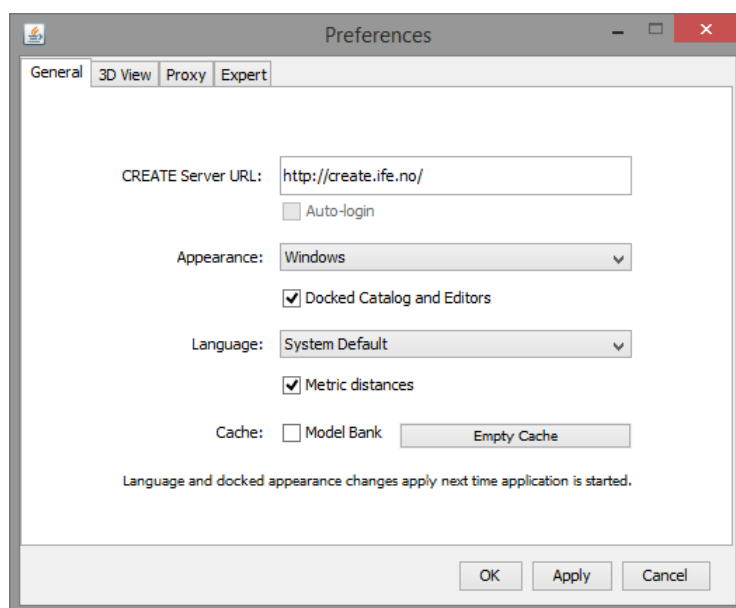 Preferences
General 3D View Proxy Expert
CREATE Server URL: http://create.ife.no/
Auto-login
Appearance: Windows
Docked Catalog and Editors
Language: System Default
Metric distances
Cache: Model Bank Empty Cache
Language and docked appearance changes apply next time application is started.
OK Apply Cancel